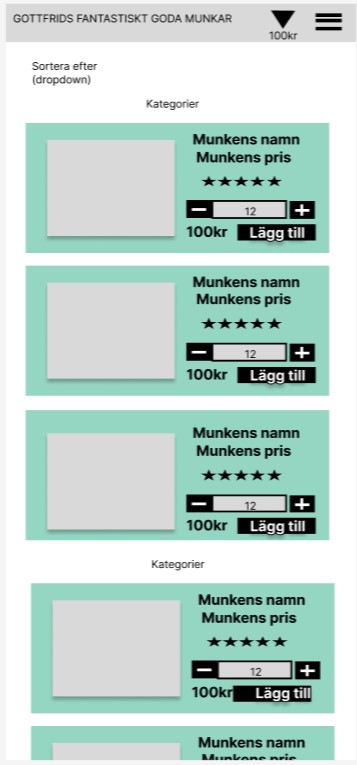 GOTTFRIDS FANTASTISKT GODA MUNKAR
100kr
Sortera efter
(dropdown)
Kategorier
Munkens namn
Munkens pris
★★★★★
− 12 +
100kr Lägg till
Munkens namn
Munkens pris
★★★★★
− 12 +
100kr Lägg till
Munkens namn
Munkens pris
★★★★★
− 12 +
100kr Lägg till
Kategorier
Munkens namn
Munkens pris
★★★★★
− 12 +
100kr Lägg till
Munkens namn
Munkens pris